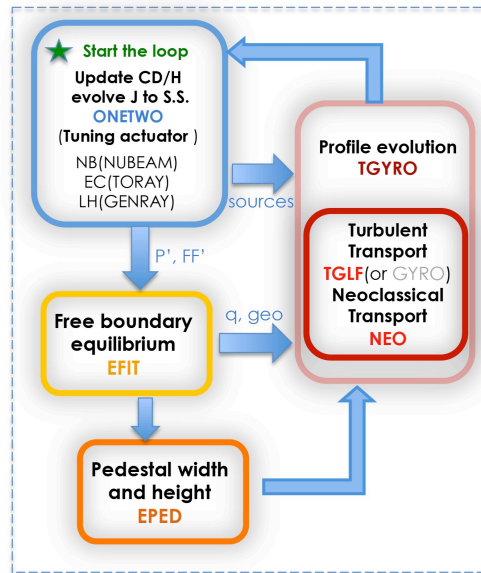 Start the loop
Update CD/H
evolve J to S.S.
ONETWO
(Tuning actuator )
NB(NUBEAM)
EC(TORAY)
LH(GENRAY)
sources
P’, FF’
Profile evolution
TGYRO
Turbulent
Transport
TGLF(or GYRO)
Neoclassical
Transport
NEO
Free boundary
equilibrium
EFIT
q, geo
Pedestal width
and height
EPED